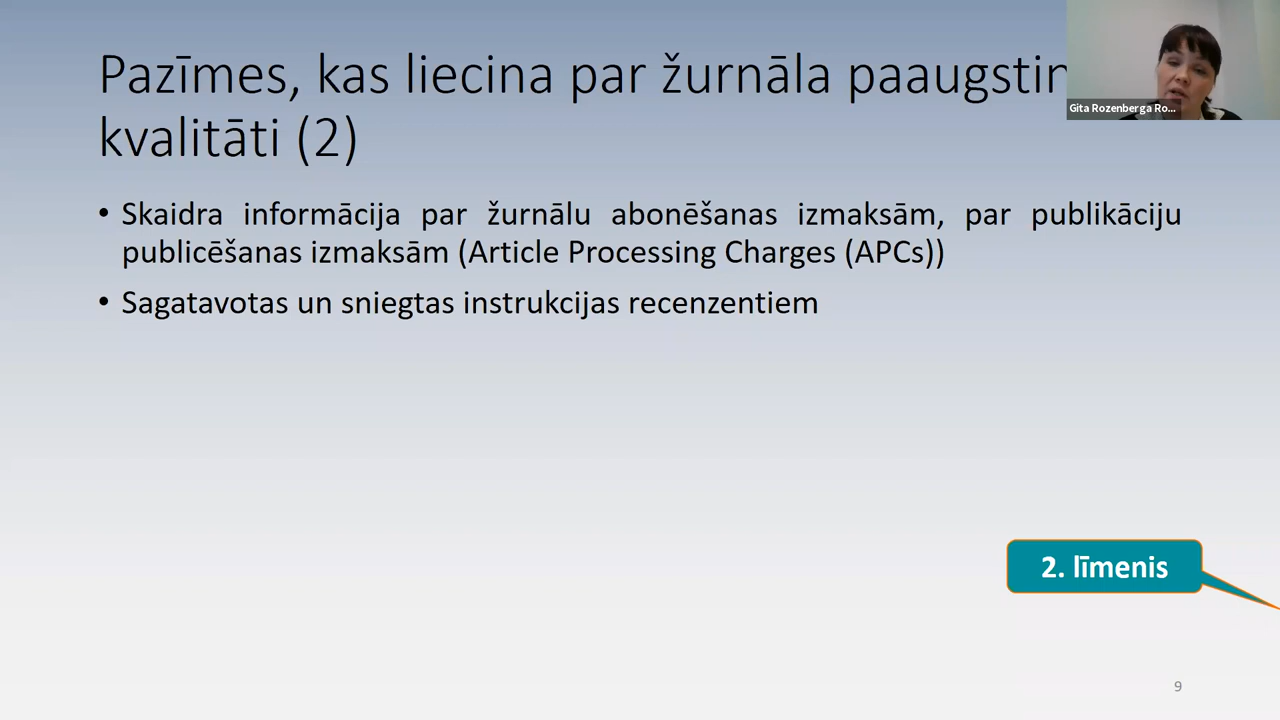 Pazīmes, kas liecina par žurnāla
kvalitāti (2)
Gita Rozenberga Ro...
• Skaidra informācija par žurnālu abonēšanas izmaksām, par publikāciju
publicēšanas izmaksām (Article Processing Charges (APCs))
• Sagatavotas un sniegtas instrukcijas recenzentiem
2. līmenis
9